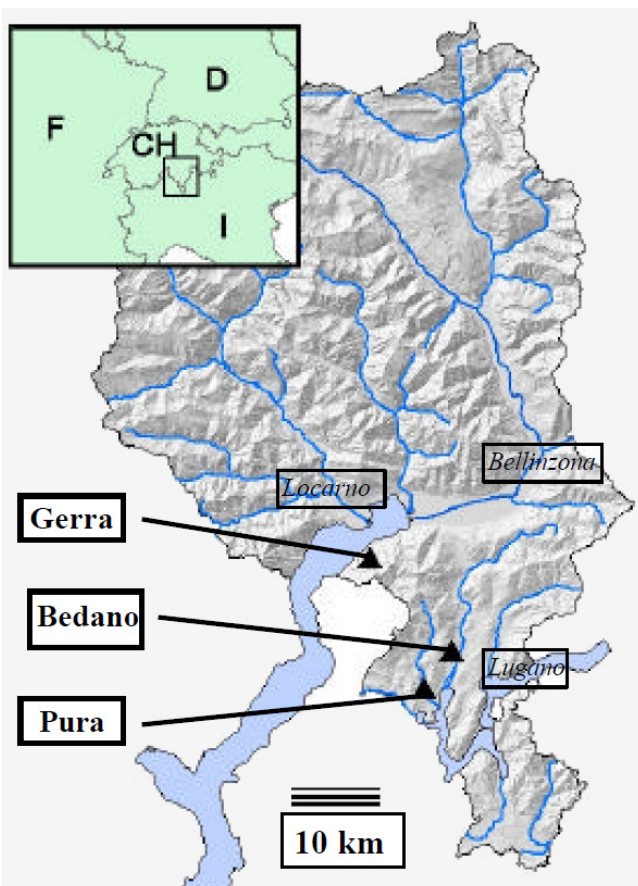 D
F
CH
I
Bellinzona
Locarno
Gerra
Bedano
Lugano
Pura
10 km